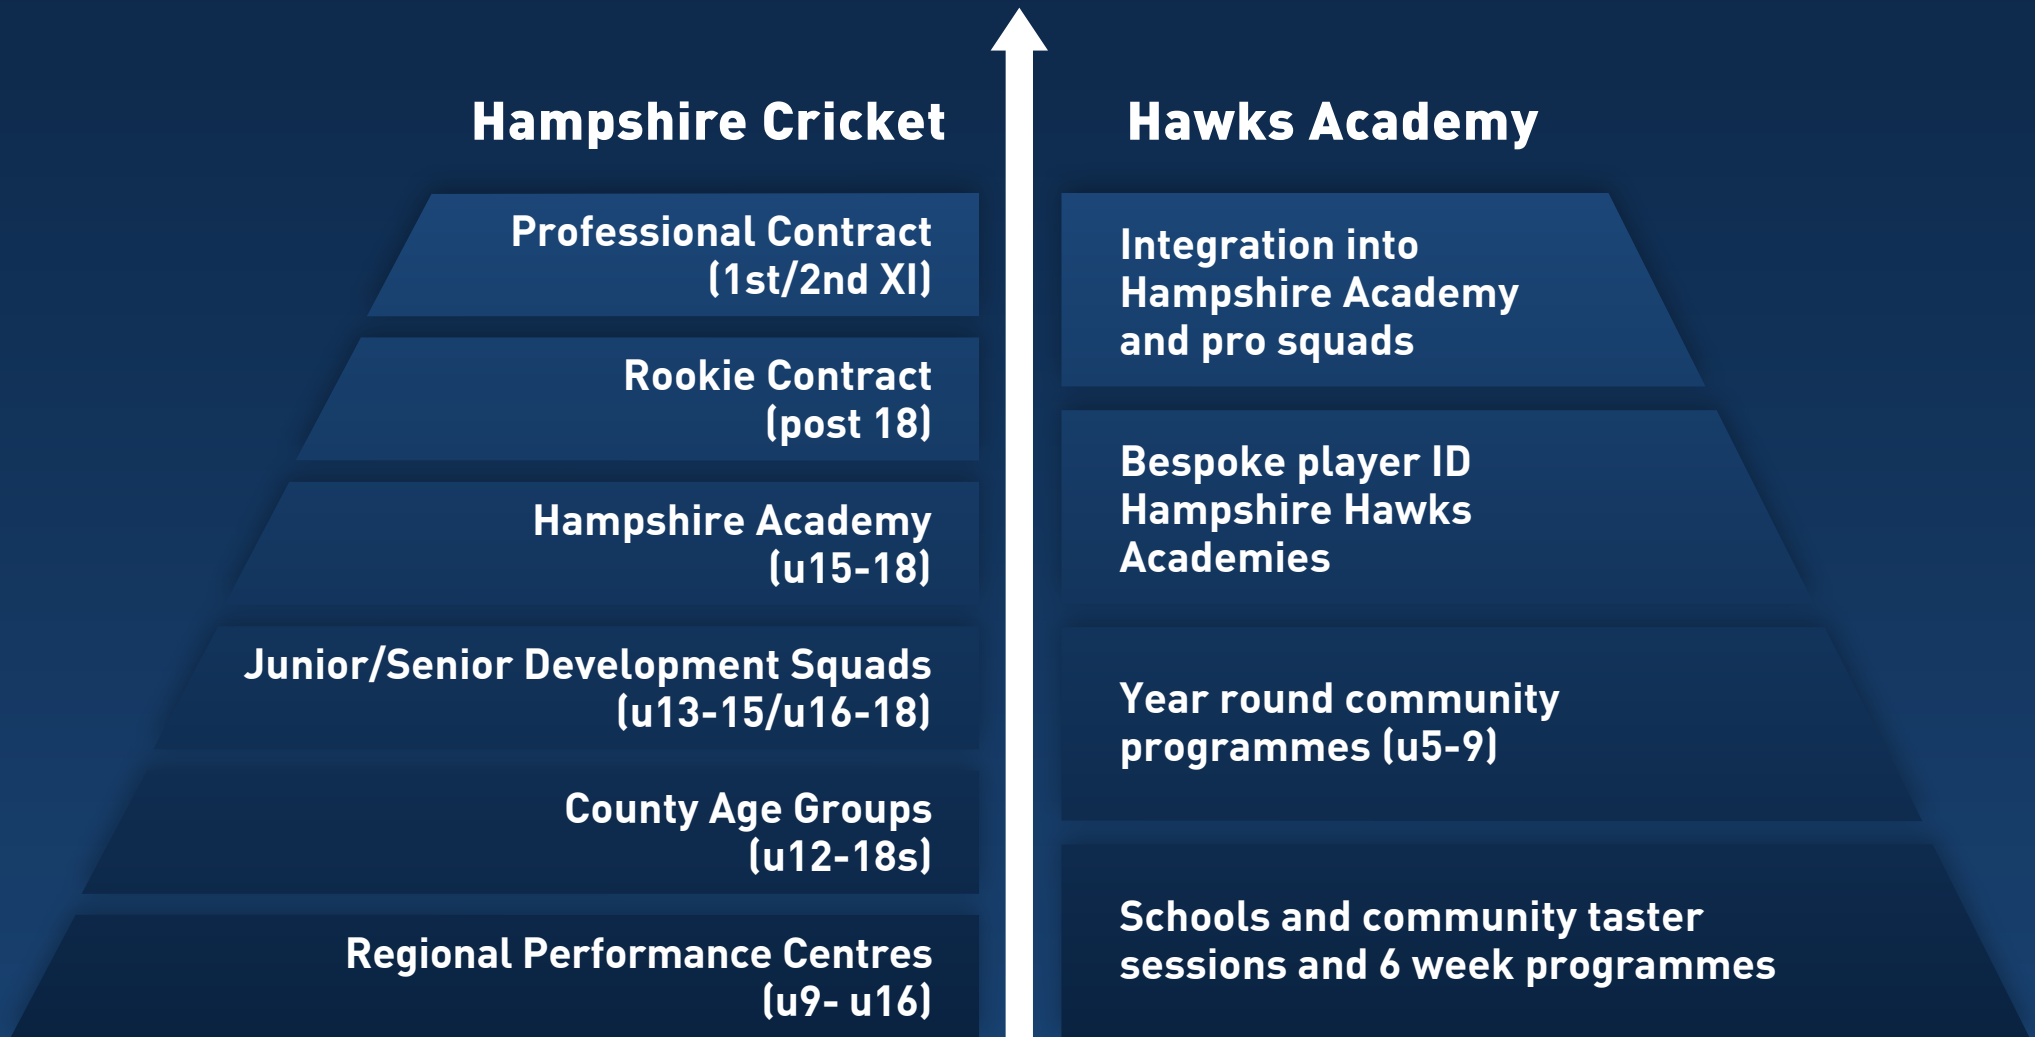 Hampshire Cricket
Professional Contract
(1st/2nd XI)
Rookie Contract
(post 18)
Hampshire Academy
(u15-18)
Junior/Senior Development Squads
(u13-15/u16-18)
County Age Groups
(u12-18s)
Regional Performance Centres
(u9- u16)
Hawks Academy
Integration into
Hampshire Academy
and pro squads
Bespoke player ID
Hampshire Hawks
Academies
Year round community
programmes (u5-9)
Schools and community taster
sessions and 6 week programmes